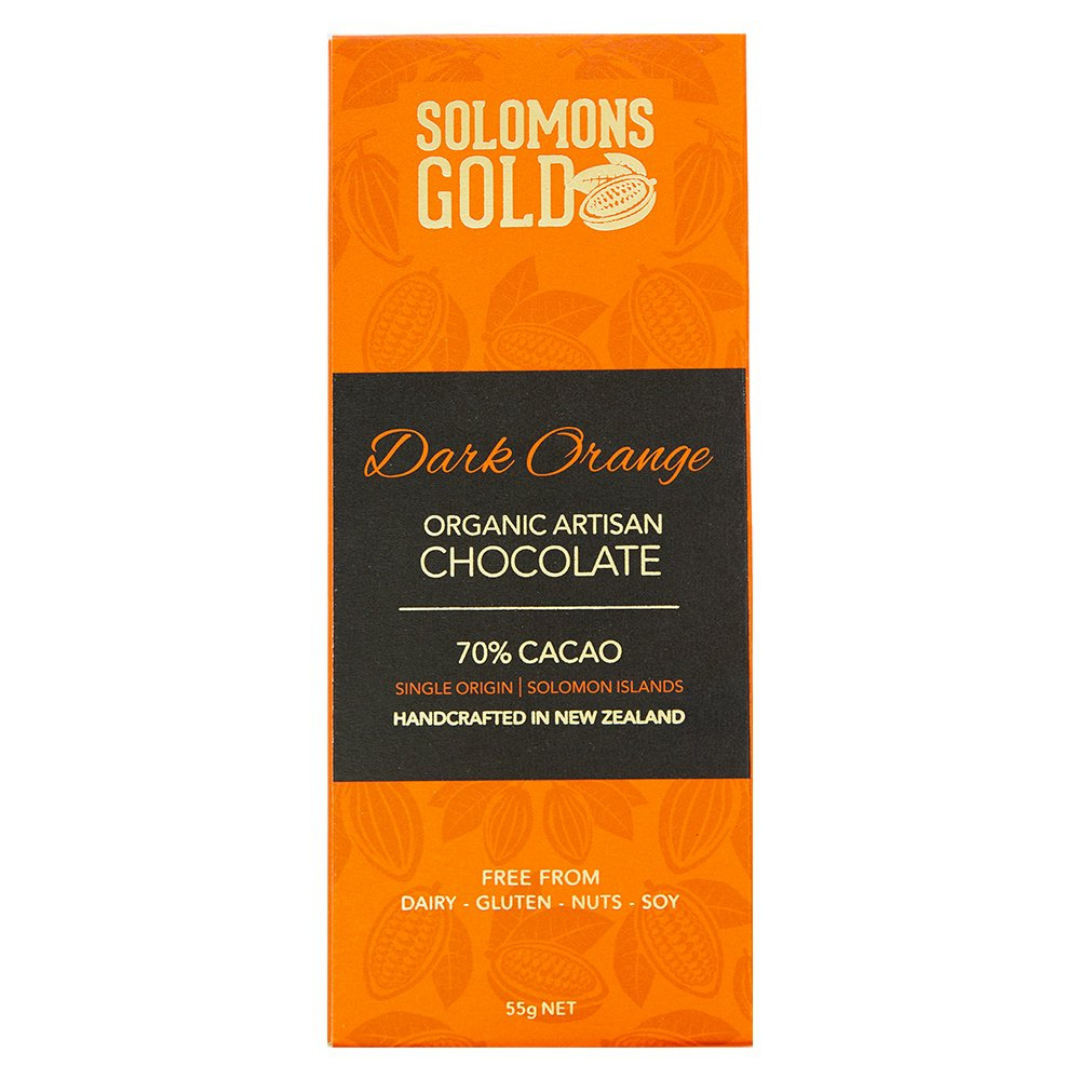 SOLOMONS
GOLD
Dark Orange
ORGANIC ARTISAN
CHOCOLATE
70% CACAO
SINGLE ORIGIN | SOLOMON ISLANDS
HANDCRAFTED IN NEW ZEALAND
FREE FROM
DAIRY - GLUTEN - NUTS - SOY
55g NET